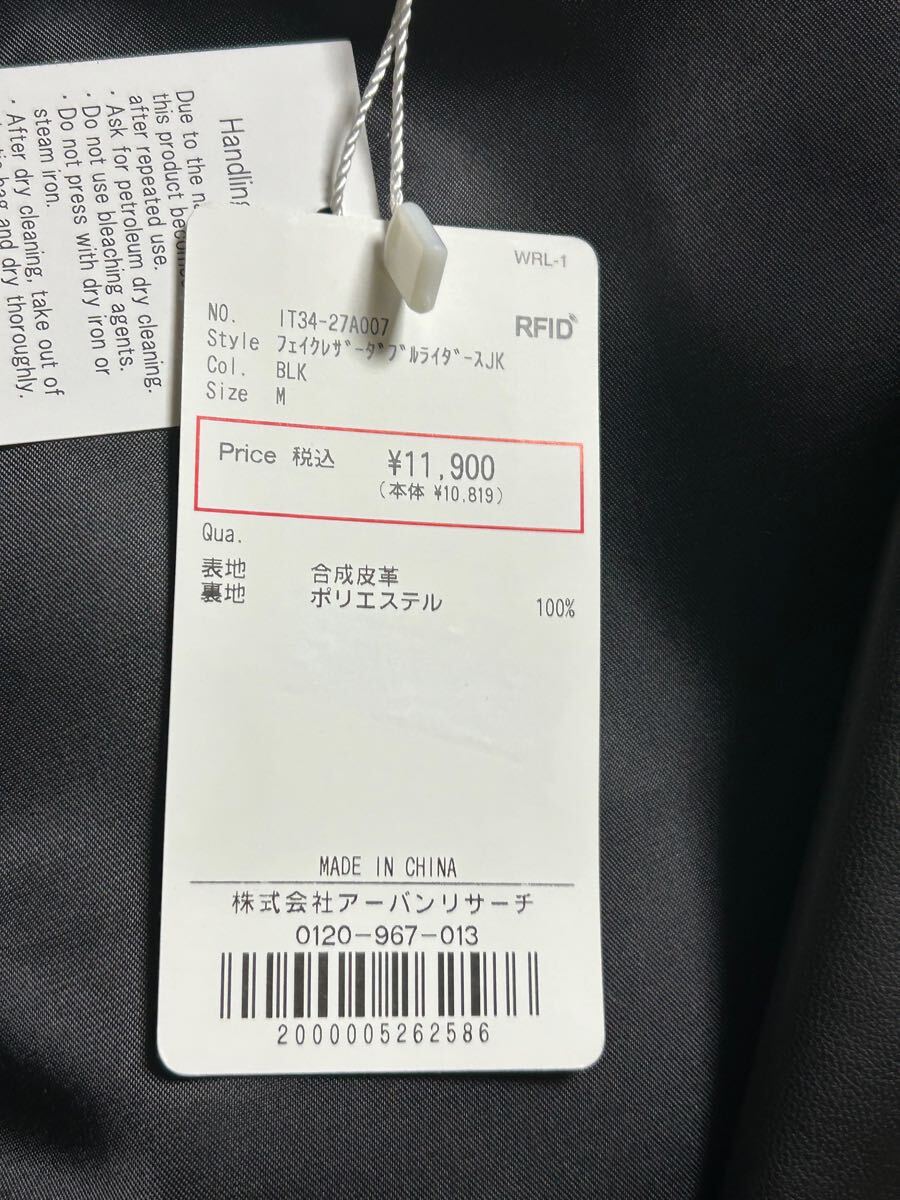 Handling
Due to the na
this product becomes
after repeated use.
・Ask for petroleum dry cleaning.
・Do not use bleaching agents.
・Do not press with dry iron or
steam iron.
・After dry cleaning, take out of
bag and dry thoroughly.
WRL-1
RFID
NO. IT34-27A007
Style フェイクレザーダブルライダースJK
Col. BLK
Size M
Price 税込 ¥11,900
(本体 ¥10,819)
Qua.
表地 合成皮革
裏地 ポリエステル 100%
MADE IN CHINA
株式会社アーバンリサーチ
0120-967-013
2000005262586